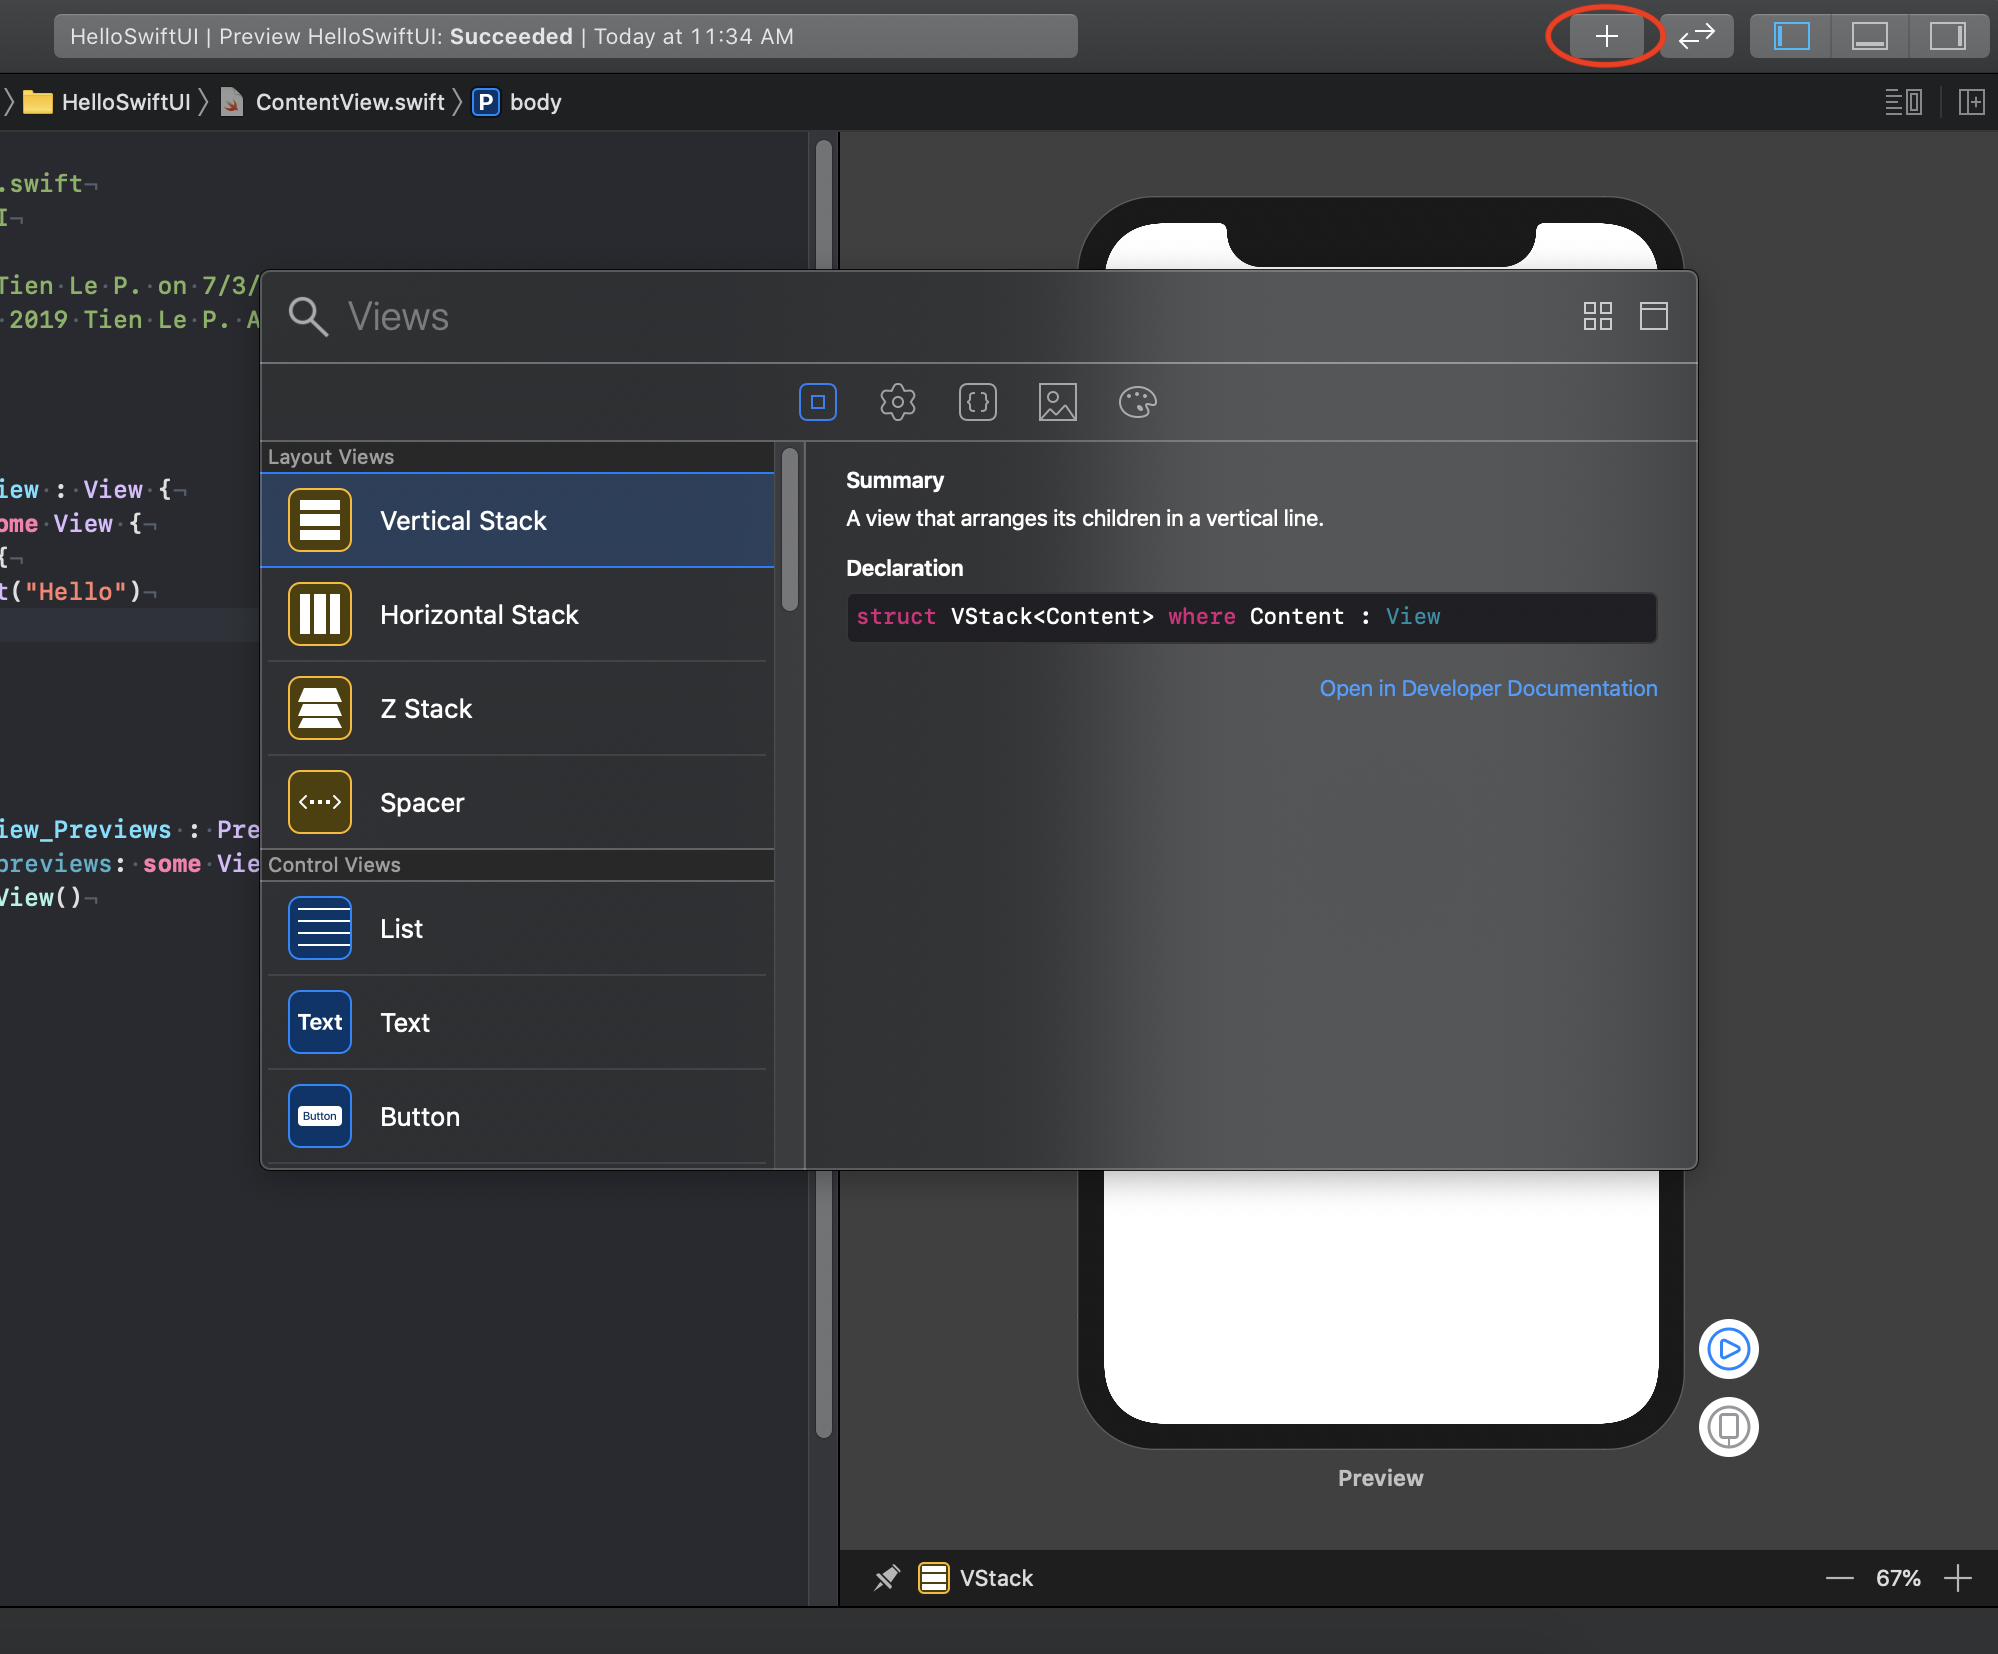 HelloSwiftUI | Preview HelloSwiftUI: Succeeded | Today at 11:34 AM
HelloSwiftUI
ContentView.swift
P
body
.swift
Tien Le P. on 7/3/
2019 Tien Le P. A
iew : View {
ome View {
{
t("Hello")
iew_Previews : Pre
previews: some Vie
View()
Views
{}
Layout Views
Vertical Stack
Horizontal Stack
Z Stack
Spacer
Control Views
List
Text
Text
Button
Button
Summary
A view that arranges its children in a vertical line.
Declaration
struct VStack<Content> where Content : View
Open in Developer Documentation
Preview
VStack
67%